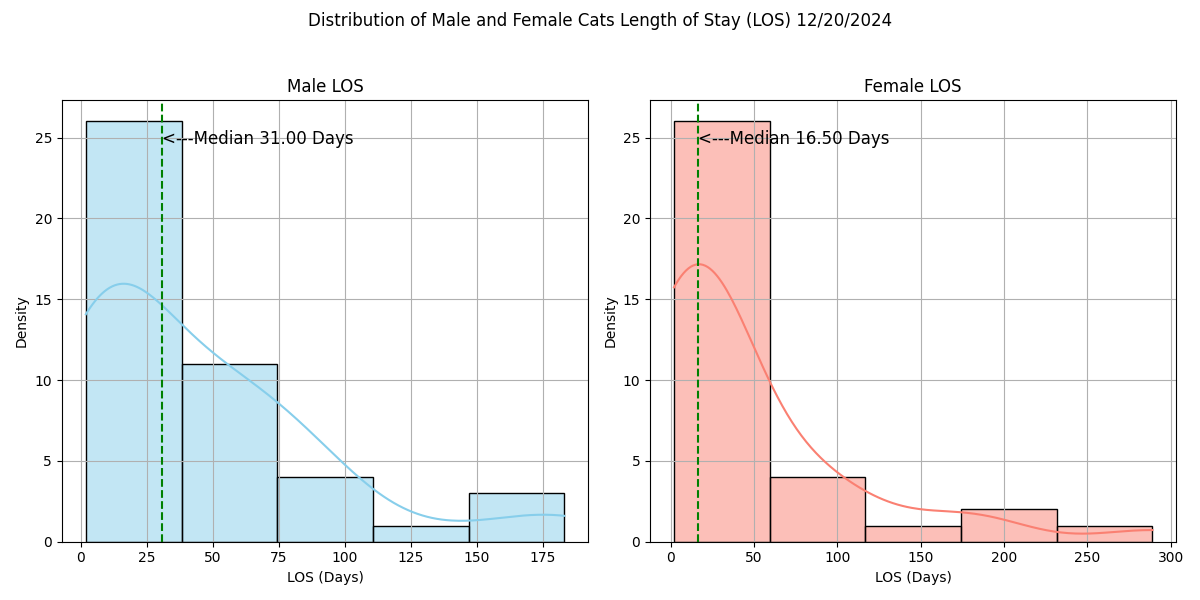 Distribution of Male and Female Cats Length of Stay (LOS) 12/20/2024
Male LOS
Density
25
20
15
10
5
0
<---Median 31.00 Days
0 25 50 75 100 125 150 175
LOS (Days)
Female LOS
Density
25
20
15
10
5
0
<---Median 16.50 Days
0 50 100 150 200 250 300
LOS (Days)